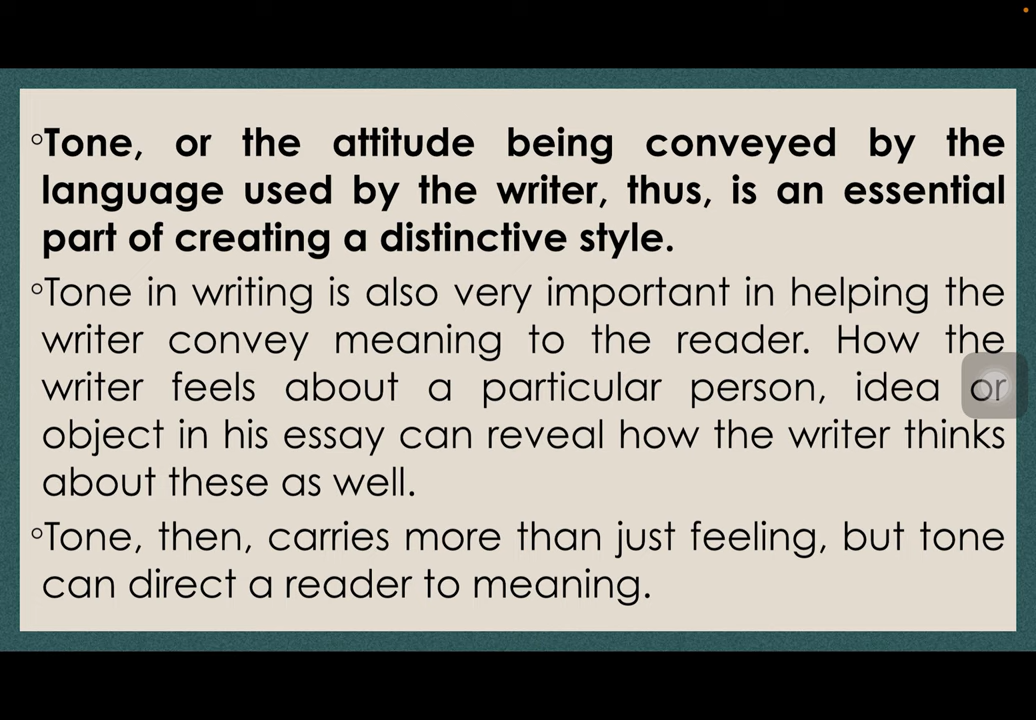 °Tone, or the attitude being conveyed by the
language used by the writer, thus, is an essential
part of creating a distinctive style.
°Tone in writing is also very important in helping the
writer convey meaning to the reader. How the
writer feels about a particular person, idea or
object in his essay can reveal how the writer thinks
about these as well.
°Tone, then, carries more than just feeling, but tone
can direct a reader to meaning.